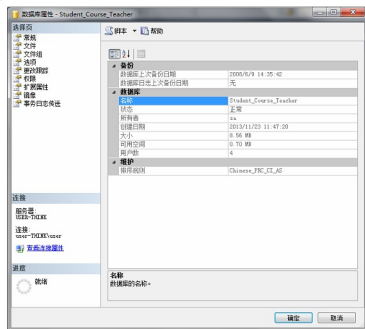 数据库属性 - Student_Course_Teacher
选择页
常规
文件
文件组
选项
更改跟踪
权限
扩展属性
镜像
事务日志传送
脚本
帮助
备份
数据库上次备份日期 2008/6/9 14:35:42
数据库日志上次备份日期 无
数据库
名称 Student_Course_Teacher
状态 正常
所有者 sa
创建日期 2013/11/23 11:47:20
大小 8.56 MB
可用空间 0.70 MB
用户数 4
维护
排序规则 Chinese_PRC_CI_AS
连接
服务器:
USER-THINK
连接:
user-THINK\user
查看连接属性
进度
就绪
名称
数据库的名称。
确定
取消